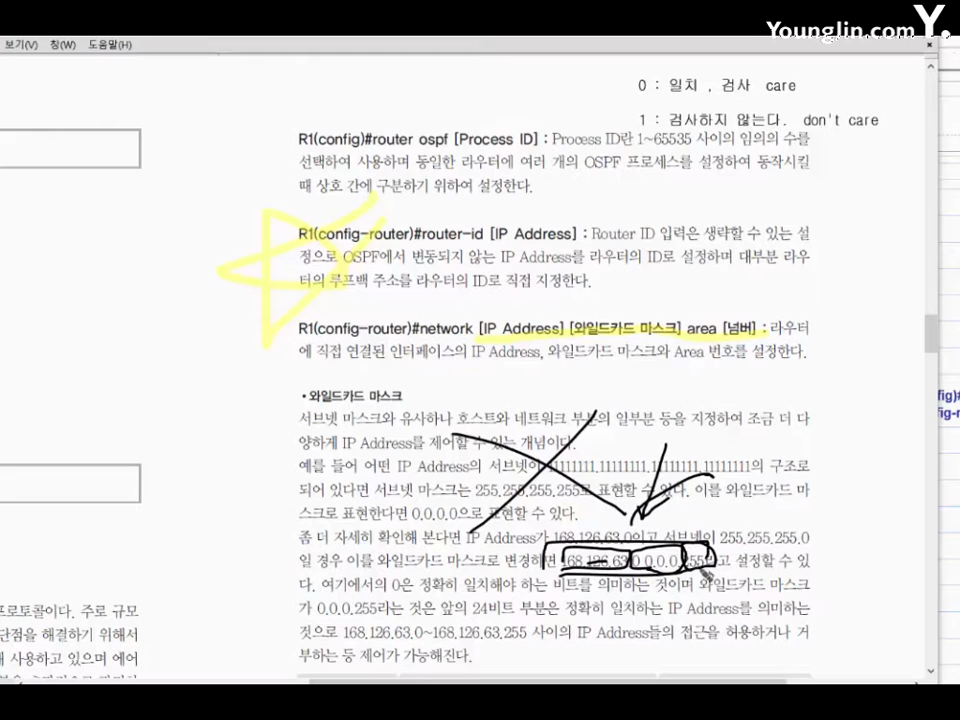 Younglin.com Y.
보기(V) 창(W) 도움말(H)
0 : 일치 , 검사 care
1 : 검사하지 않는다. don't care
R1(config)#router ospf [Process ID] : Process ID란 1~65535 사이의 임의의 수를
선택하여 사용하며 동일한 라우터에 여러 개의 OSPF 프로세스를 설정하여 동작시킬
때 상호 간에 구분하기 위하여 설정한다.
R1(config-router)#router-id [IP Address] : Router ID 입력은 생략할 수 있는 설
정으로 OSPF에서 변동되지 않는 IP Address를 라우터의 ID로 설정하며 대부분 라우
터의 루프백 주소를 라우터의 ID로 직접 지정한다.
R1(config-router)#network [IP Address] [와일드카드 마스크] area [넘버] : 라우터
에 직접 연결된 인터페이스의 IP Address, 와일드카드 마스크와 Area 번호를 설정한다.
• 와일드카드 마스크
서브넷 마스크와 유사하나 호스트와 네트워크 부분의 일부분 등을 지정하여 조금 더 다
양하게 IP Address를 제어할 수 있는 개념이다.
예를 들어 어떤 IP Address의 서브넷이 11111111.11111111.11111111.11111111의 구조로
되어 있다면 서브넷 마스크는 255.255.255.255로 표현할 수 있다. 이를 와일드카드 마
스크로 표현한다면 0.0.0.0으로 표현할 수 있다.
좀 더 자세히 확인해 본다면 IP Address가 168.126.63.0이고 서브넷이 255.255.255.0
일 경우 이를 와일드카드 마스크로 변경하면 168.126.63.0 0.0.0.255라고 설정할 수 있
다. 여기에서의 0은 정확히 일치해야 하는 비트를 의미하는 것이며 와일드카드 마스크
가 0.0.0.255라는 것은 앞의 24비트 부분은 정확히 일치하는 IP Address를 의미하는
것으로 168.126.63.0~168.126.63.255 사이의 IP Address들의 접근을 허용하거나 거
부하는 등 제어가 가능해진다.
프로토콜이다. 주로 규모
단점을 해결하기 위해서
사용하고 있으며 에어
fig)#
fig-r